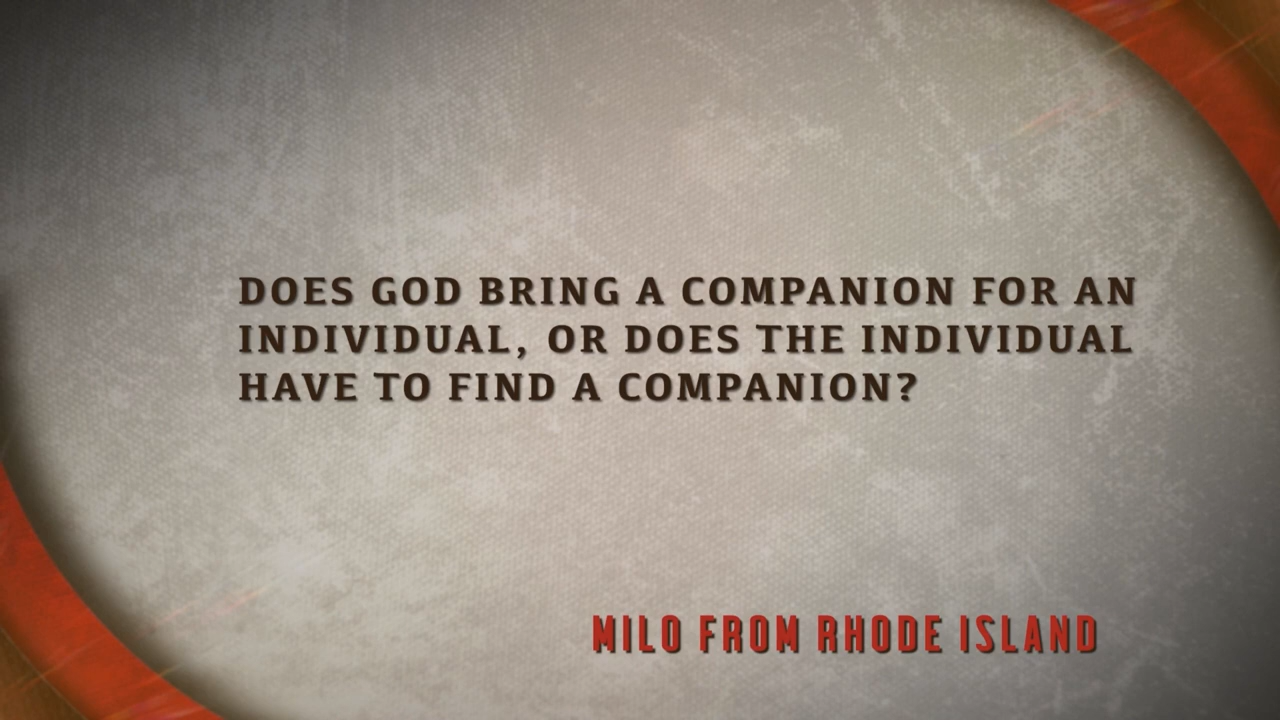 DOES GOD BRING A COMPANION FOR AN
INDIVIDUAL, OR DOES THE INDIVIDUAL
HAVE TO FIND A COMPANION?
MILO FROM RHODE ISLAND